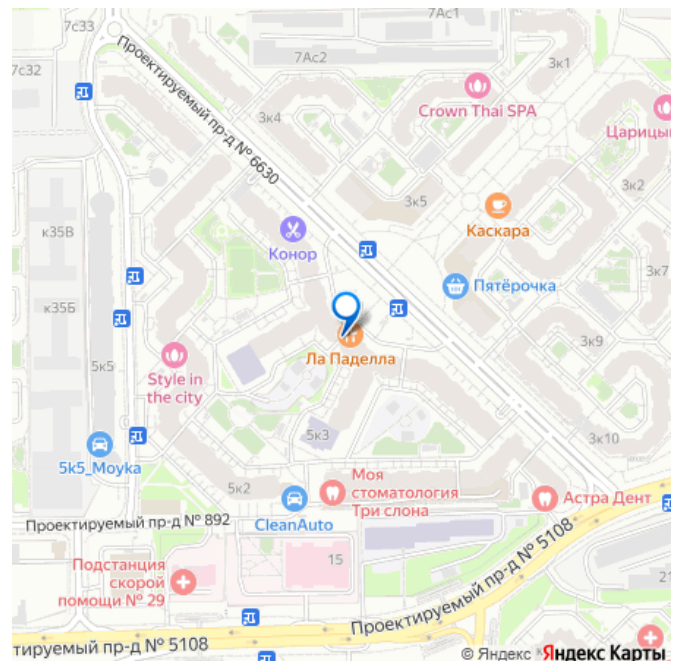 7с33
7Ас1
7Ас2
7с32
Проектируемый пр-д № 6630
3к1
Crown Thai SPA
Царицы
3к4
3к2
3к5
к35В
Конор
Каскара
Пятёрочка
3к7
к35Б
5к5
Ла Паделла
3к9
Style in
the city
5к3
3к10
5k5_Moyka
5к2
Моя
стоматология
Три слона
Астра Дент
CleanAuto
Проектируемый пр-д № 892
15
Подстанция
скорой
помощи № 29
Проектируемый пр-д № 5108
21
тируемый пр-д № 5108
© Яндекс
Яндекс Карты